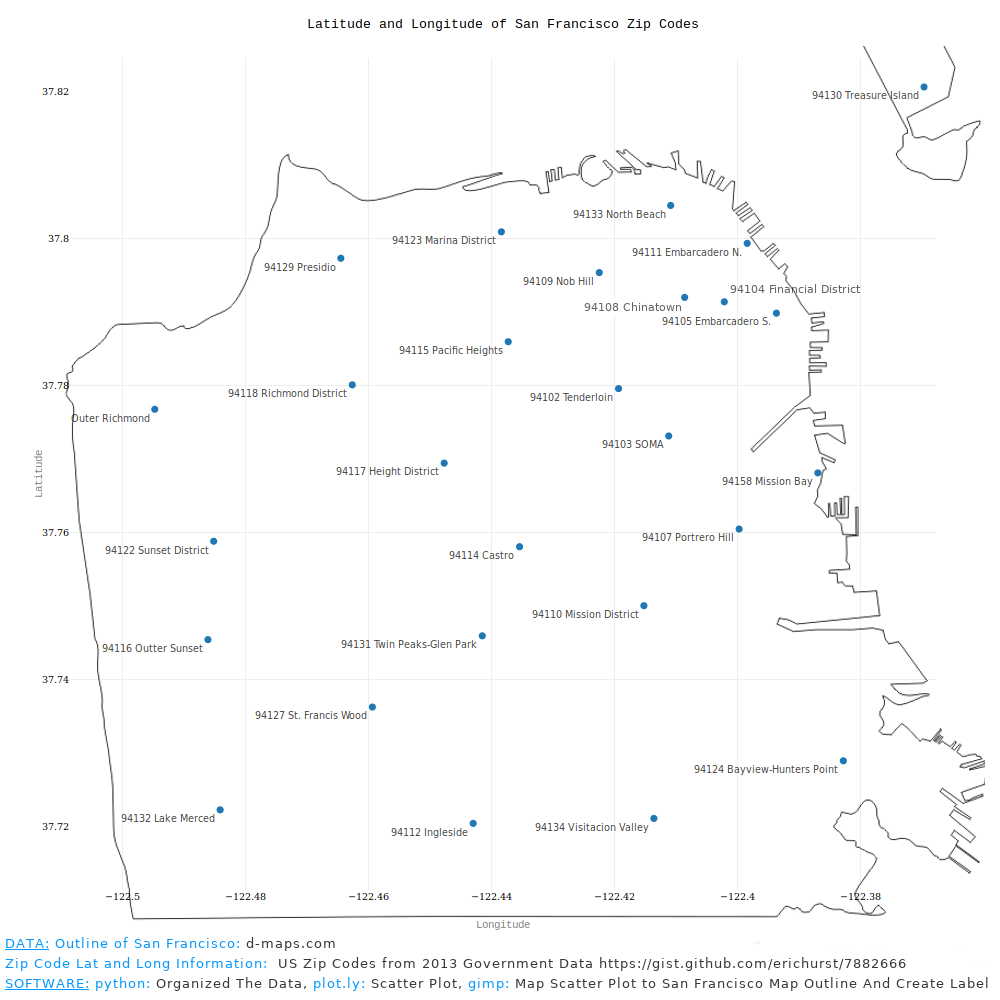 Latitude and Longitude of San Francisco Zip Codes
37.82
94130 Treasure Island
94133 North Beach
37.8
94123 Marina District
94111 Embarcadero N.
94129 Presidio
94109 Nob Hill
94104 Financial District
94108 Chinatown
94105 Embarcadero S.
94115 Pacific Heights
37.78
94118 Richmond District
94102 Tenderloin
Outer Richmond
94103 SOMA
94117 Height District
Latitude
94158 Mission Bay
37.76
94107 Portrero Hill
94122 Sunset District
94114 Castro
94110 Mission District
94116 Outter Sunset
94131 Twin Peaks-Glen Park
37.74
94127 St. Francis Wood
94124 Bayview-Hunters Point
94132 Lake Merced
37.72
94112 Ingleside
94134 Visitacion Valley
−122.5 −122.48 −122.46 −122.44 −122.42 −122.4 −122.38
Longitude
DATA: Outline of San Francisco: d-maps.com
Zip Code Lat and Long Information: US Zip Codes from 2013 Government Data https://gist.github.com/erichurst/7882666
SOFTWARE: python: Organized The Data, plot.ly: Scatter Plot, gimp: Map Scatter Plot to San Francisco Map Outline And Create Label